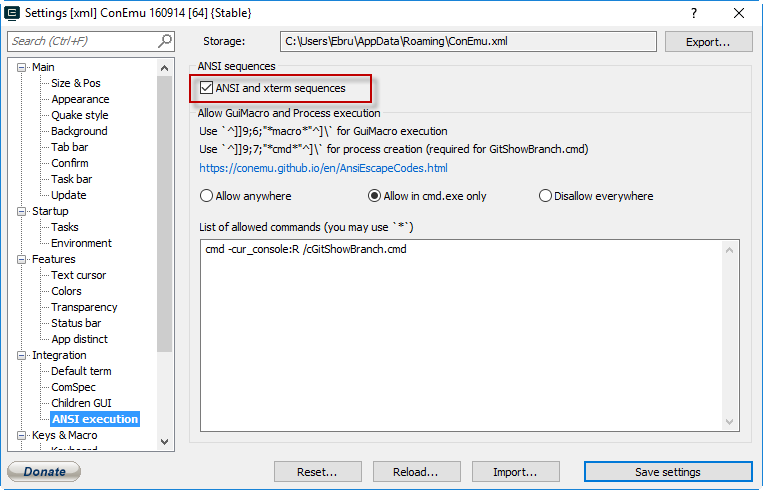 Settings [xml] ConEmu 160914 [64] {Stable}
?
Search (Ctrl+F)
Storage:
C:\Users\Ebru\AppData\Roaming\ConEmu.xml
Export...
Main
Size & Pos
Appearance
Quake style
Background
Tab bar
Confirm
Task bar
Update
Startup
Tasks
Environment
Features
Text cursor
Colors
Transparency
Status bar
App distinct
Integration
Default term
ComSpec
Children GUI
ANSI execution
Keys & Macro
Keyboard
ANSI sequences
ANSI and xterm sequences
Allow GuiMacro and Process execution
Use `^]]9;6;"*macro*"^]\` for GuiMacro execution
Use `^]]9;7;"*cmd*"^]\` for process creation (required for GitShowBranch.cmd)
https://conemu.github.io/en/AnsiEscapeCodes.html
Allow anywhere
Allow in cmd.exe only
Disallow everywhere
List of allowed commands (you may use `*`)
cmd -cur_console:R /cGitShowBranch.cmd
Donate
Reset...
Reload...
Import...
Save settings